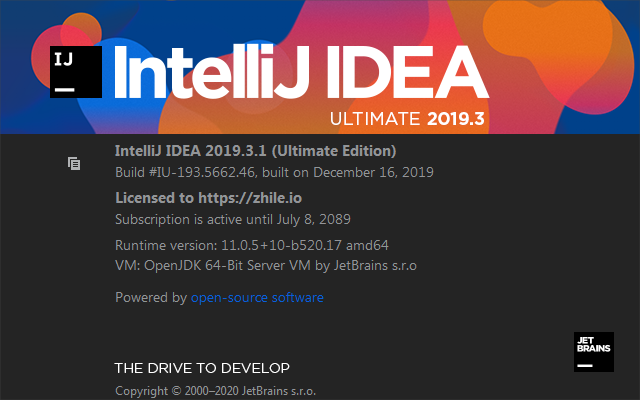 IJ
IntelliJ IDEA
ULTIMATE 2019.3
IntelliJ IDEA 2019.3.1 (Ultimate Edition)
Build #IU-193.5662.46, built on December 16, 2019
Licensed to https://zhile.io
Subscription is active until July 8, 2089
Runtime version: 11.0.5+10-b520.17 amd64
VM: OpenJDK 64-Bit Server VM by JetBrains s.r.o
Powered by open-source software
JET
BRAINS
THE DRIVE TO DEVELOP
Copyright © 2000–2020 JetBrains s.r.o.